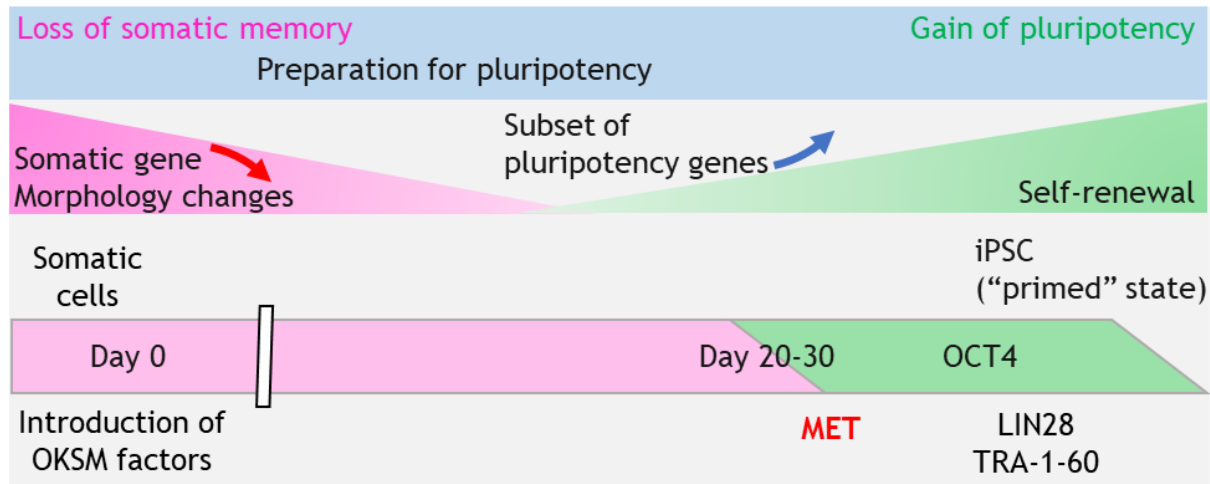 Loss of somatic memory
Gain of pluripotency
Preparation for pluripotency
Somatic gene
Morphology changes
Subset of
pluripotency genes
Self-renewal
Somatic
cells
iPSC
(“primed” state)
Day 0
Day 20-30
OCT4
Introduction of
OKSM factors
MET
LIN28
TRA-1-60